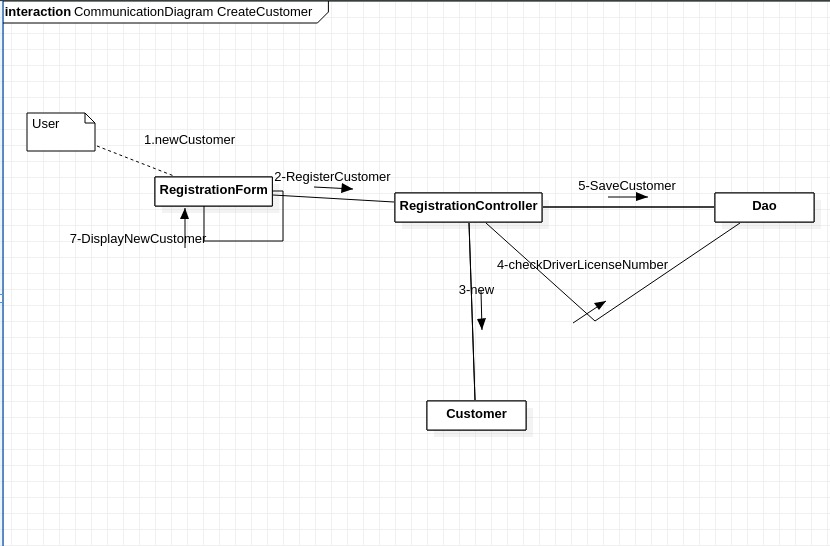 interaction CommunicationDiagram CreateCustomer
User
1.newCustomer
2-RegisterCustomer
RegistrationForm
5-SaveCustomer
RegistrationController
Dao
7-DisplayNewCustomer
4-checkDriverLicenseNumber
3-new
Customer